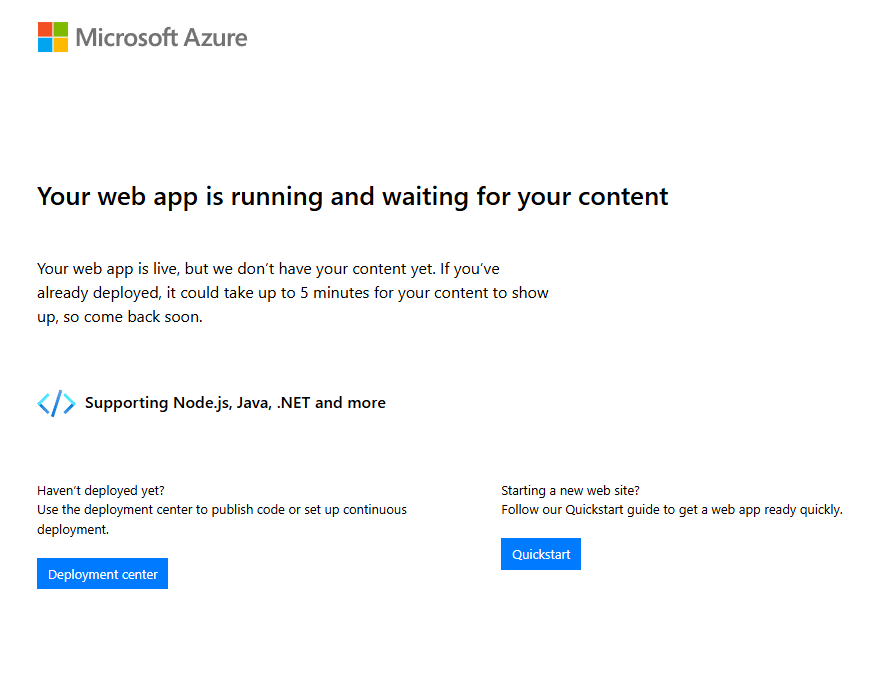 Microsoft Azure
Your web app is running and waiting for your content
Your web app is live, but we don’t have your content yet. If you’ve
already deployed, it could take up to 5 minutes for your content to show
up, so come back soon.
</> Supporting Node.js, Java, .NET and more
Haven’t deployed yet?
Use the deployment center to publish code or set up continuous
deployment.
Deployment center
Starting a new web site?
Follow our Quickstart guide to get a web app ready quickly.
Quickstart